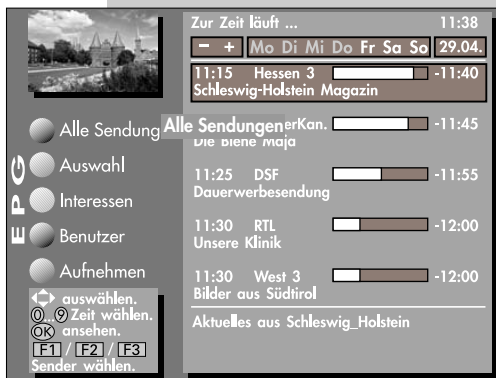 Zur Zeit läuft ... 11:38
- + Mo Di Mi Do Fr Sa So 29.04.
11:15 Hessen 3 -11:40
Schleswig-Holstein Magazin
Alle Sendung
Alle Sendungen
erKan. -11:45
Die Biene Maja
11:25 DSF -11:55
Dauerwerbesendung
11:30 RTL -12:00
Unsere Klinik
11:30 West 3 -12:00
Bilder aus Südtirol
Aktuelles aus Schleswig_Holstein
EPG
Auswahl
Interessen
Benutzer
Aufnehmen
auswählen.
0...9 Zeit wählen.
OK ansehen.
F1 / F2 / F3
Sender wählen.